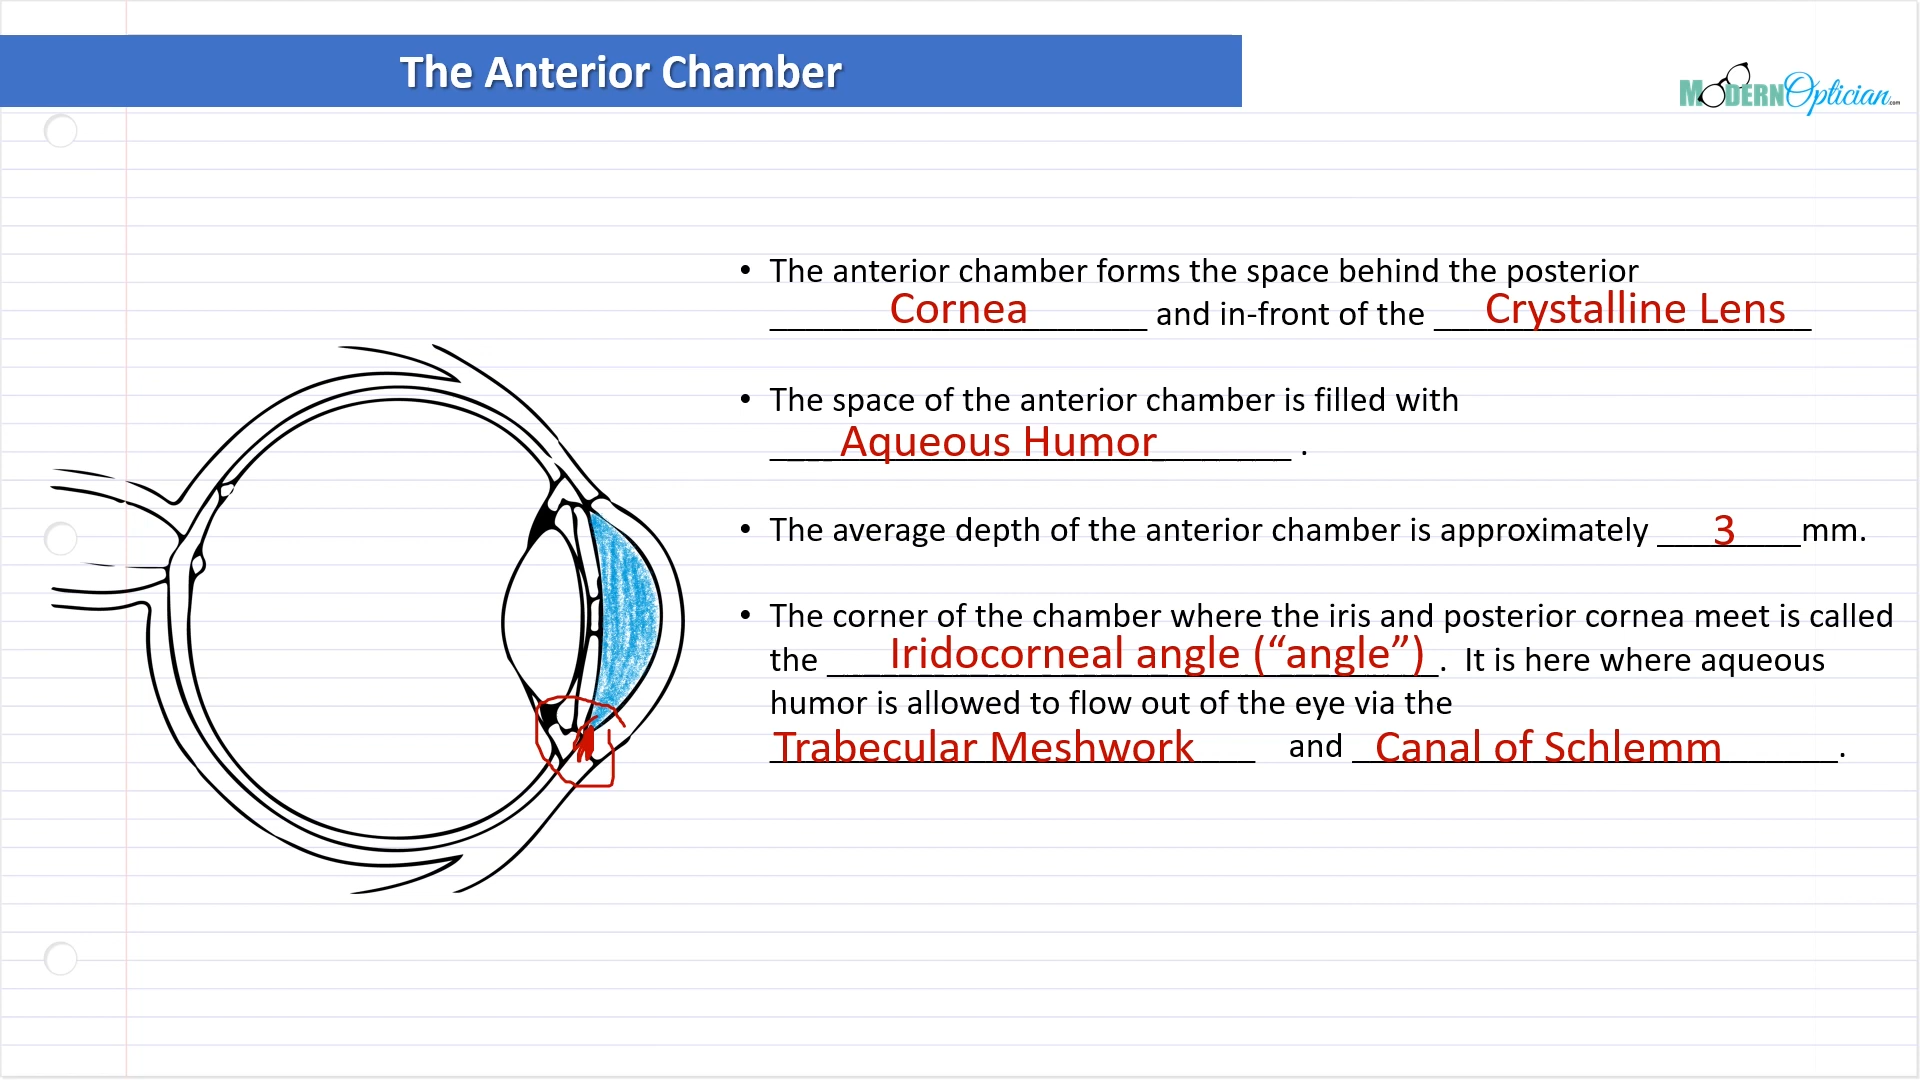 The Anterior Chamber
MODERNOptician.com
• The anterior chamber forms the space behind the posterior
Cornea and in-front of the Crystalline Lens
• The space of the anterior chamber is filled with
Aqueous Humor .
• The average depth of the anterior chamber is approximately 3 mm.
• The corner of the chamber where the iris and posterior cornea meet is called
the Iridocorneal angle (“angle”). It is here where aqueous
humor is allowed to flow out of the eye via the
Trabecular Meshwork and Canal of Schlemm .